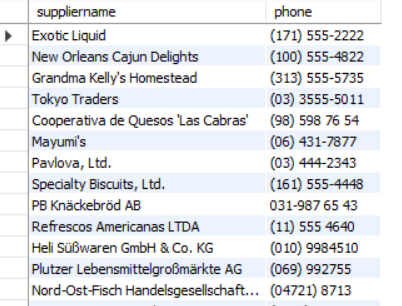 suppliername phone
Exotic Liquid (171) 555-2222
New Orleans Cajun Delights (100) 555-4822
Grandma Kelly's Homestead (313) 555-5735
Tokyo Traders (03) 3555-5011
Cooperativa de Quesos 'Las Cabras' (98) 598 76 54
Mayumi's (06) 431-7877
Pavlova, Ltd. (03) 444-2343
Specialty Biscuits, Ltd. (161) 555-4448
PB Knäckebröd AB 031-987 65 43
Refrescos Americanas LTDA (11) 555 4640
Heli Süßwaren GmbH & Co. KG (010) 9984510
Plutzer Lebensmittelgroßmärkte AG (069) 992755
Nord-Ost-Fisch Handelsgesellschaft... (04721) 8713